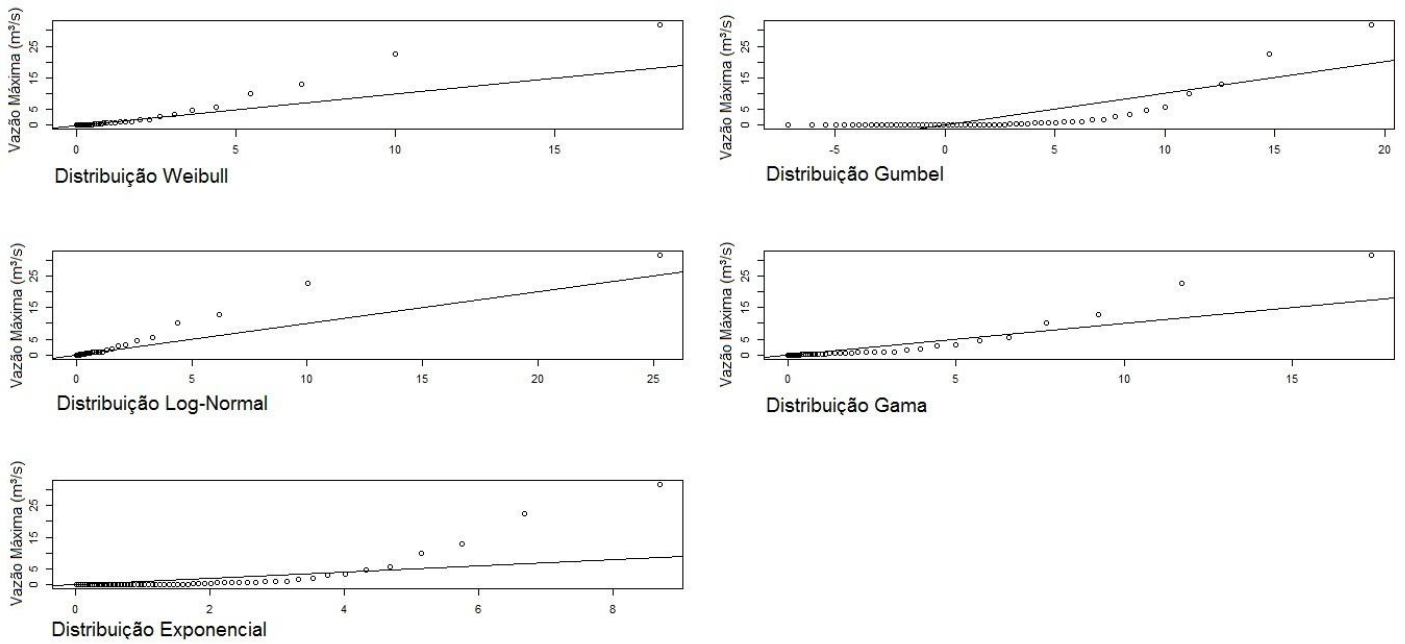 Vazão Máxima (m³/s)
0 5 15 25
0 5 10 15
Distribuição Weibull
Vazão Máxima (m³/s)
0 5 15 25
-5 0 5 10 15 20
Distribuição Gumbel
Vazão Máxima (m³/s)
0 5 15 25
0 5 10 15 20 25
Distribuição Log-Normal
Vazão Máxima (m³/s)
0 5 15 25
0 5 10 15
Distribuição Gama
Vazão Máxima (m³/s)
0 5 15 25
0 2 4 6 8
Distribuição Exponencial